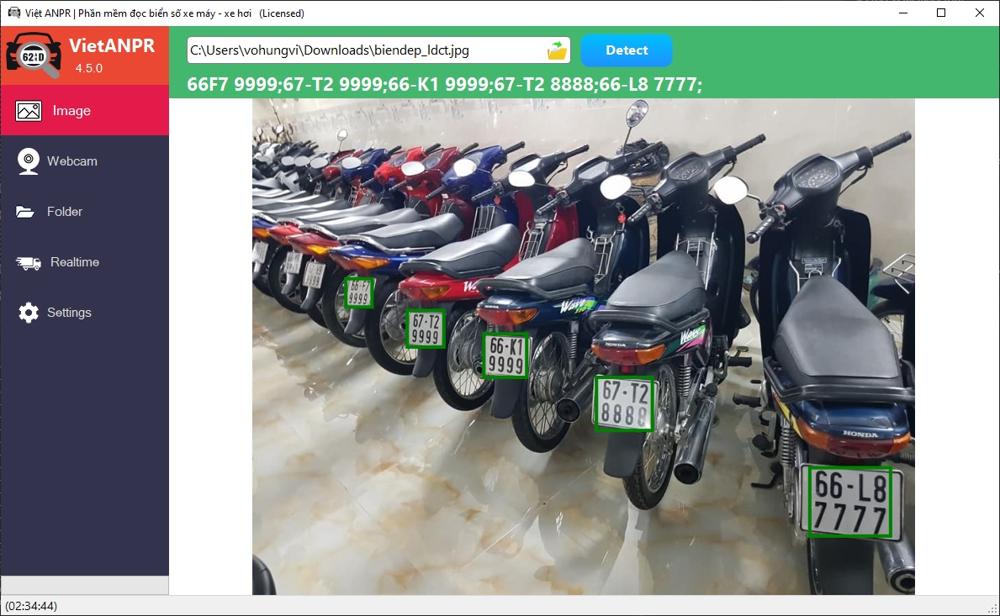 Việt ANPR | Phần mềm đọc biển số xe máy - xe hơi (Licensed)
62HD
VietANPR
4.5.0
C:\Users\vohungvi\Downloads\biendep_ldct.jpg
Detect
66F7 9999;67-T2 9999;66-K1 9999;67-T2 8888;66-L8 7777;
Image
Webcam
Folder
Realtime
Settings
66-F7
9999
67-T2
9999
66-K1
9999
67-T2
8888
66-L8
7777
Wave
Wave
HONDA
HONDA
(02:34:44)